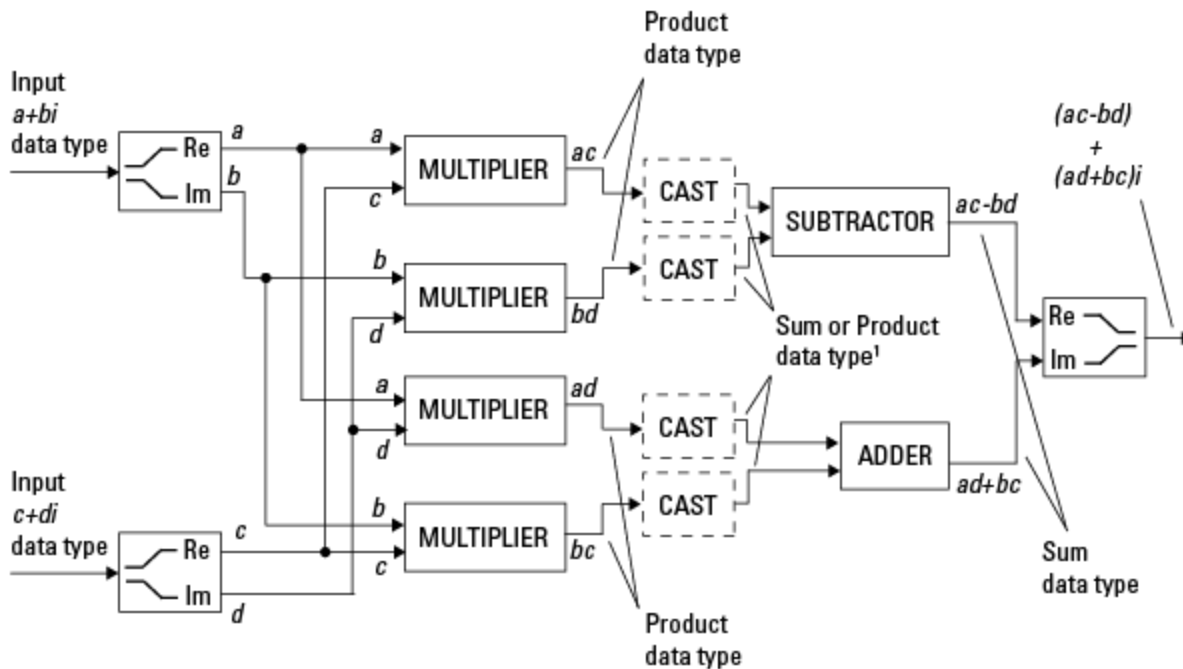 Product
data type
Input
a+bi
data type
Re
Im
a
b
a
c
MULTIPLIER
ac
CAST
CAST
SUBTRACTOR
ac-bd
(ac-bd)
+
(ad+bc)i
b
d
MULTIPLIER
bd
Sum or Product
data type¹
Re
Im
a
d
MULTIPLIER
ad
CAST
CAST
ADDER
ad+bc
Input
c+di
data type
Re
Im
c
d
b
c
MULTIPLIER
bc
Sum
data type
Product
data type